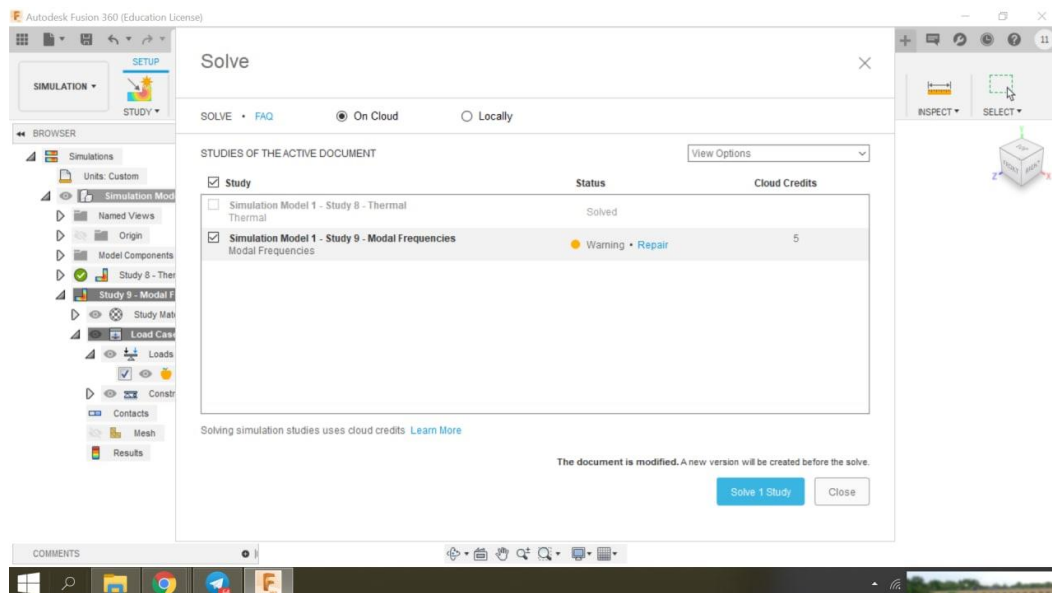 Autodesk Fusion 360 (Education License)
SETUP
SIMULATION
STUDY
Solve
11
INSPECT
SELECT
SOLVE • FAQ On Cloud Locally
BROWSER
STUDIES OF THE ACTIVE DOCUMENT View Options
Simulations
Units: Custom
Simulation Mod
Named Views
Origin
Model Components
Study 8 - Ther
Study 9 - Modal F
Study Mat
Load Case
Loads
Constr
Contacts
Mesh
Results
Study Status Cloud Credits
Simulation Model 1 - Study 8 - Thermal
Thermal
Solved
Simulation Model 1 - Study 9 - Modal Frequencies
Modal Frequencies
Warning • Repair 5
Solving simulation studies uses cloud credits Learn More
The document is modified. A new version will be created before the solve.
Solve 1 Study Close
TOP
FRONT
RIGHT
Z
X
COMMENTS